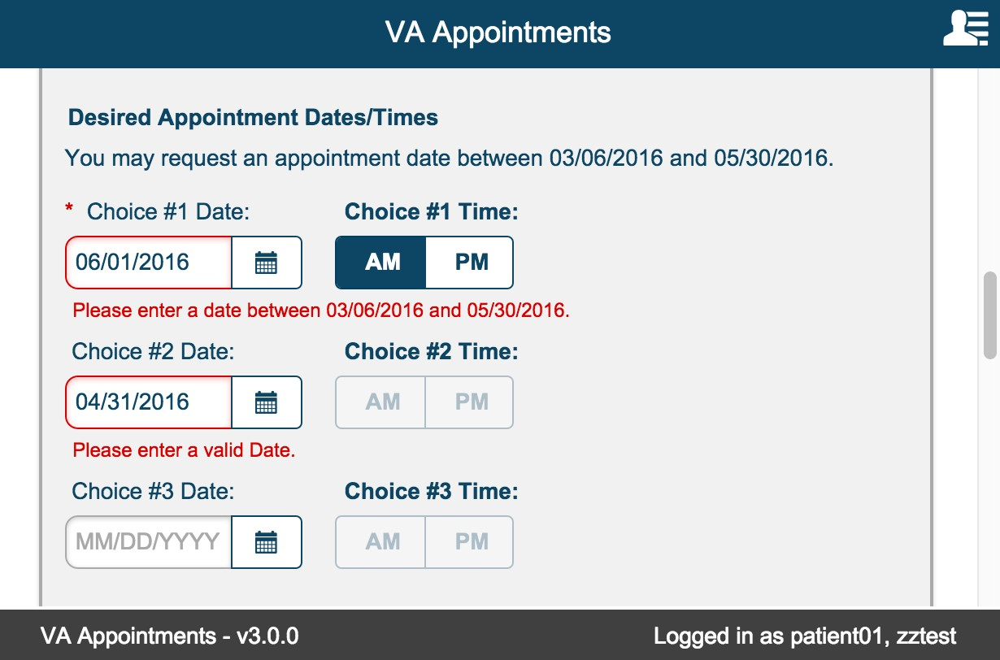 VA Appointments
Desired Appointment Dates/Times
You may request an appointment date between 03/06/2016 and 05/30/2016.
* Choice #1 Date: Choice #1 Time:
06/01/2016 AM PM
Please enter a date between 03/06/2016 and 05/30/2016.
Choice #2 Date: Choice #2 Time:
04/31/2016 AM PM
Please enter a valid Date.
Choice #3 Date: Choice #3 Time:
MM/DD/YYYY AM PM
VA Appointments - v3.0.0 Logged in as patient01, zztest